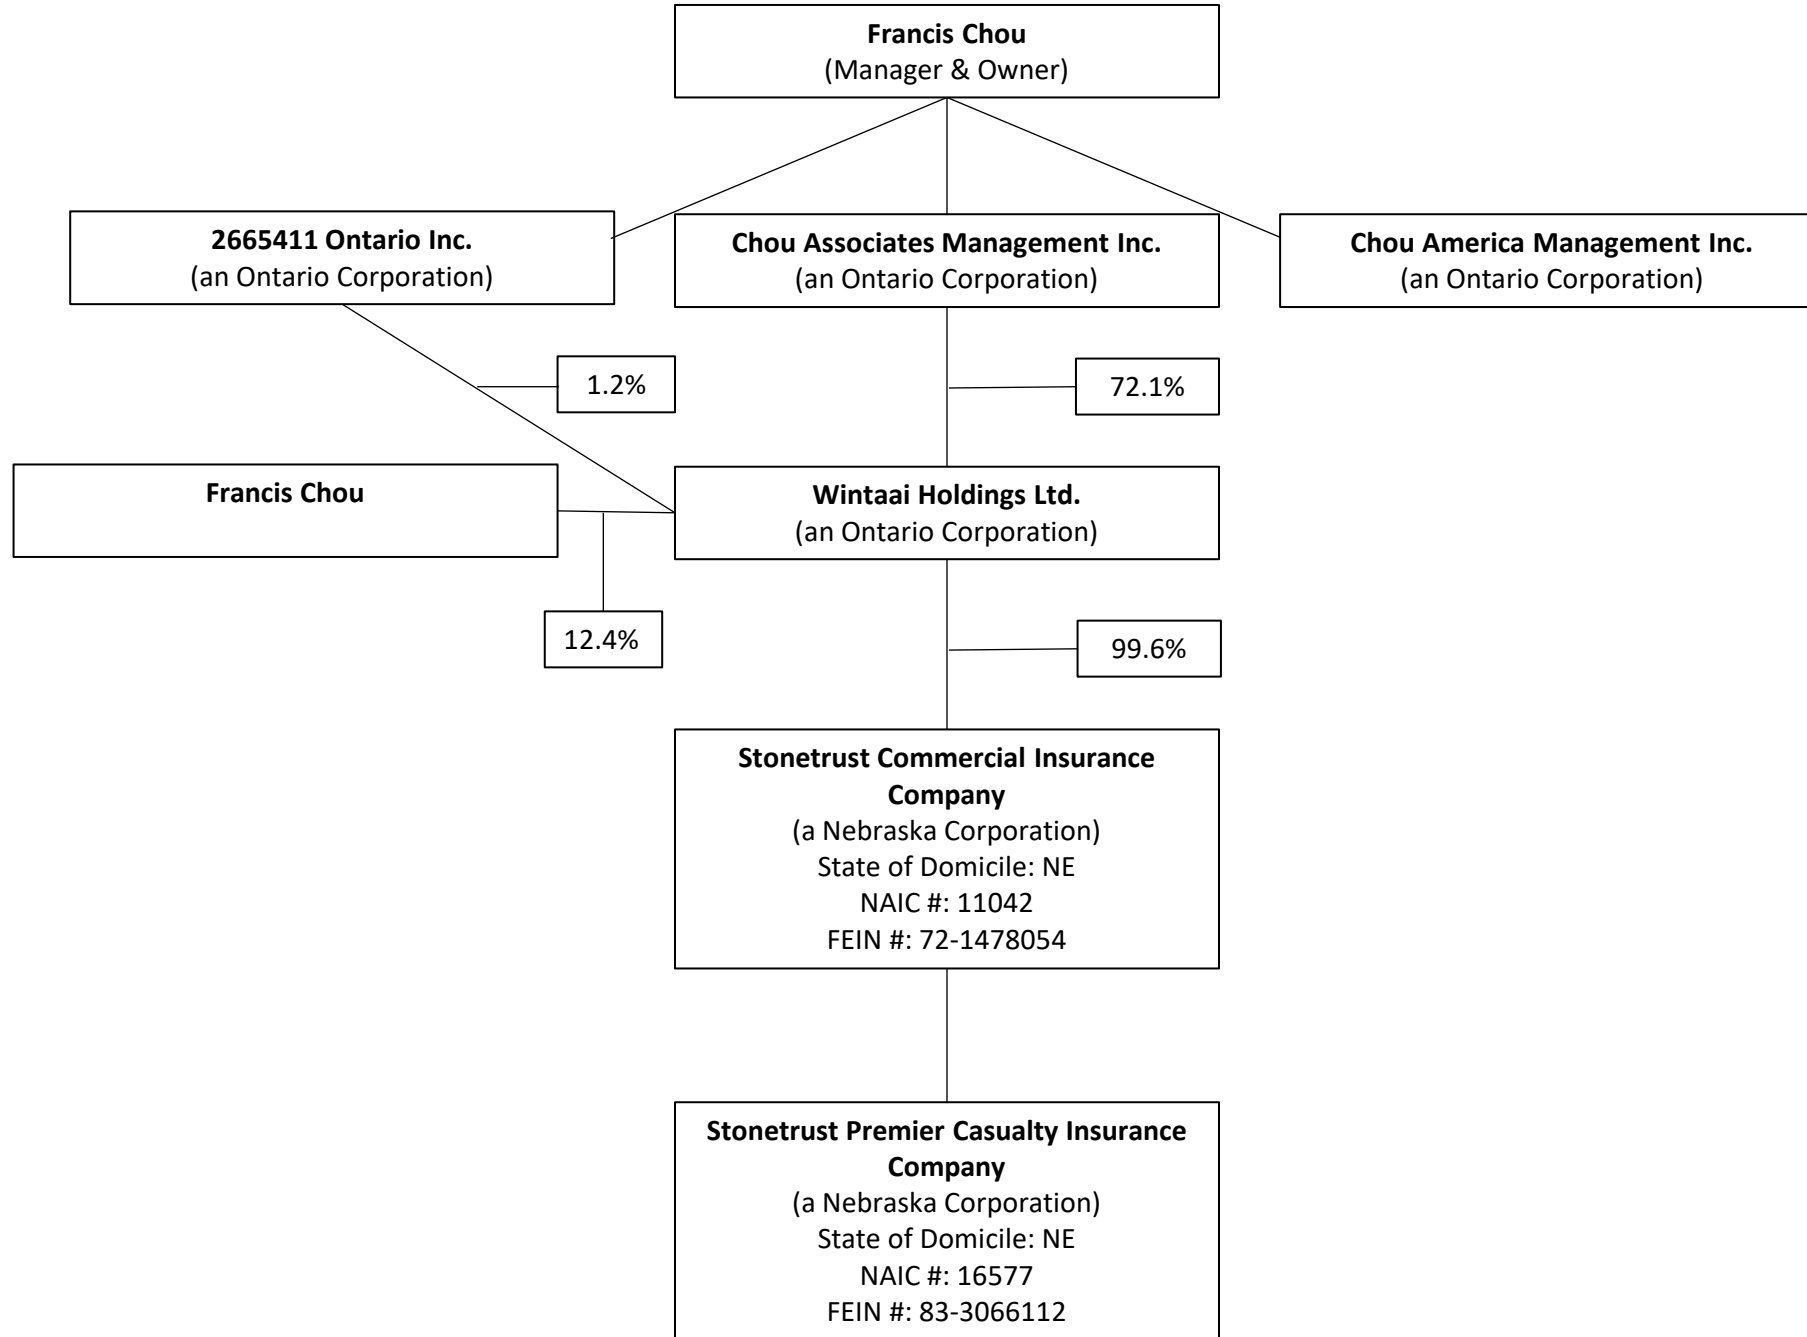 Francis Chou
(Manager & Owner)
2665411 Ontario Inc.
(an Ontario Corporation)
Chou Associates Management Inc.
(an Ontario Corporation)
Chou America Management Inc.
(an Ontario Corporation)
1.2%
72.1%
Francis Chou
Wintaai Holdings Ltd.
(an Ontario Corporation)
12.4%
99.6%
Stonetrust Commercial Insurance
Company
(a Nebraska Corporation)
State of Domicile: NE
NAIC #: 11042
FEIN #: 72-1478054
Stonetrust Premier Casualty Insurance
Company
(a Nebraska Corporation)
State of Domicile: NE
NAIC #: 16577
FEIN #: 83-3066112